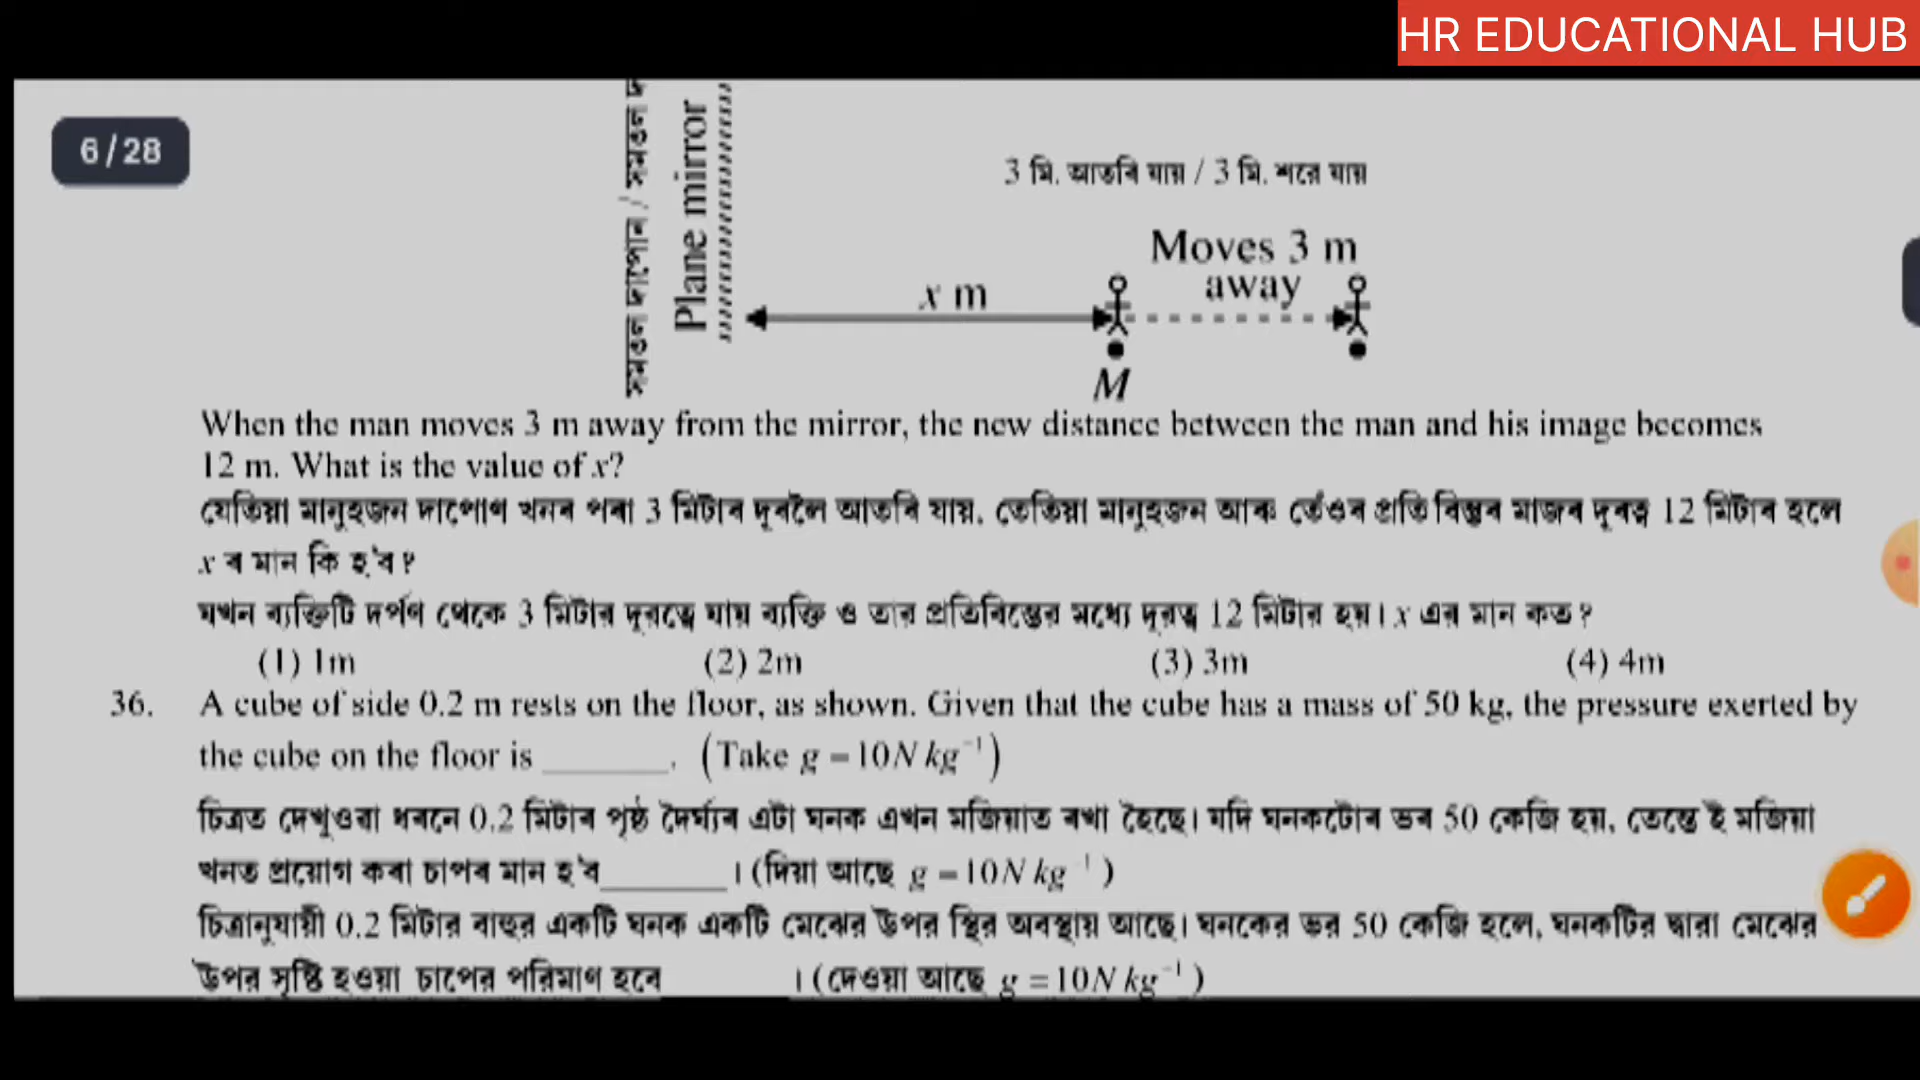 HR EDUCATIONAL HUB
6/28
সমতল দাপোন / সমতল দ
Plane mirror
3 মি. আতৰি যায় / 3 মি. শরে যায়
Moves 3 m
away
x m
M
When the man moves 3 m away from the mirror, the new distance between the man and his image becomes
12 m. What is the value of x?
যেতিয়া মানুহজন দাপোণ খনৰ পৰা 3 মিটাৰ দূৰলৈ আতৰি যায়, তেতিয়া মানুহজন আৰু তেঁওৰ প্ৰতিবিম্বৰ মাজৰ দূৰত্ব 12 মিটাৰ হলে
x ৰ মান কি হ'ব?
যখন ব্যক্তিটি দর্পণ থেকে 3 মিটার দূরত্বে যায় ব্যক্তি ও তার প্রতিবিম্বের মধ্যে দূরত্ব 12 মিটার হয়। x এর মান কত?
(1) 1m (2) 2m (3) 3m (4) 4m
36. A cube of side 0.2 m rests on the floor, as shown. Given that the cube has a mass of 50 kg, the pressure exerted by
the cube on the floor is ________. (Take g = 10N kg⁻¹)
চিত্ৰত দেখুওৱা ধৰনে 0.2 মিটাৰ পৃষ্ঠ দৈৰ্ঘ্যৰ এটা ঘনক এখন মজিয়াত ৰখা হৈছে। যদি ঘনকটোৰ ভৰ 50 কেজি হয়, তেন্তে ই মজিয়া
খনত প্ৰয়োগ কৰা চাপৰ মান হ'ব________। (দিয়া আছে g = 10N kg⁻¹)
চিত্রানুযায়ী 0.2 মিটার বাহুর একটি ঘনক একটি মেঝের উপর স্থির অবস্থায় আছে। ঘনকের ভর 50 কেজি হলে, ঘনকটির দ্বারা মেঝের
উপর সৃষ্টি হওয়া চাপের পরিমাণ হবে ________। (দেওয়া আছে g = 10N kg⁻¹)